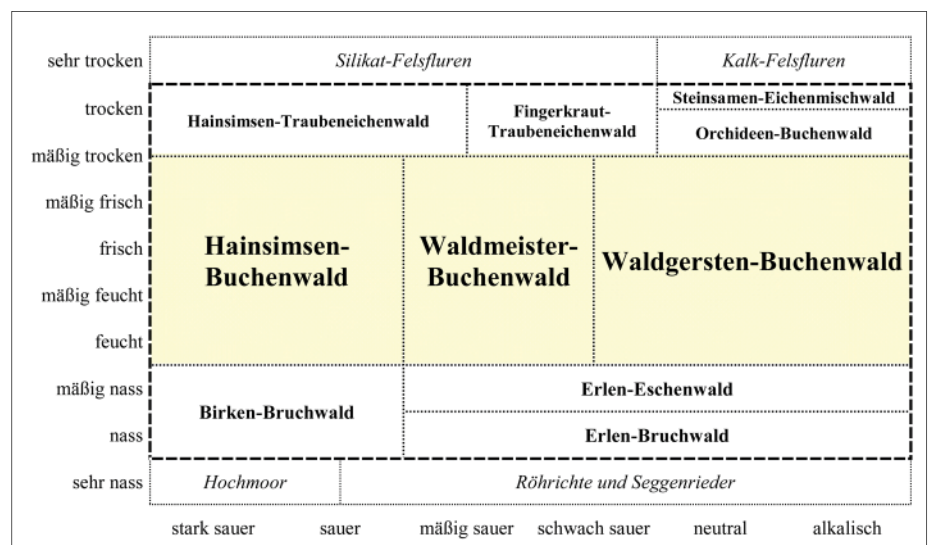 sehr trocken
Silikat-Felsfluren
Kalk-Felsfluren
trocken
Hainsimsen-Traubeneichenwald
Fingerkraut-
Traubeneichenwald
Steinsamen-Eichenmischwald
Orchideen-Buchenwald
mäßig trocken
mäßig frisch
frisch
mäßig feucht
feucht
Hainsimsen-
Buchenwald
Waldmeister-
Buchenwald
Waldgersten-Buchenwald
mäßig nass
nass
Birken-Bruchwald
Erlen-Eschenwald
Erlen-Bruchwald
sehr nass
Hochmoor
Röhrichte und Seggenrieder
stark sauer
sauer
mäßig sauer
schwach sauer
neutral
alkalisch